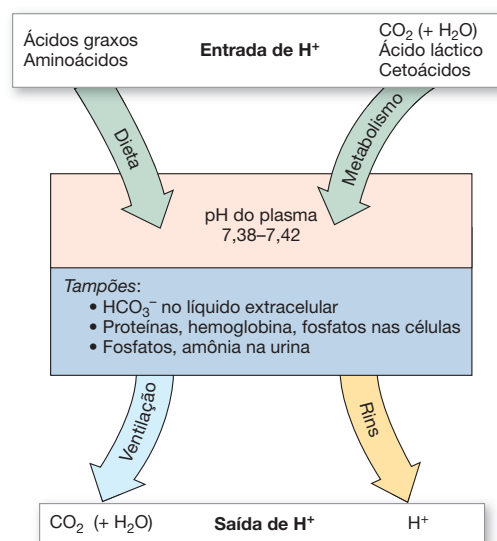 Ácidos graxos
Aminoácidos
Entrada de H⁺
CO₂ (+ H₂O)
Ácido láctico
Cetoácidos
Dieta
Metabolismo
pH do plasma
7,38–7,42
Tampões:
• HCO₃⁻ no líquido extracelular
• Proteínas, hemoglobina, fosfatos nas células
• Fosfatos, amônia na urina
Ventilação
Rins
CO₂ (+ H₂O)
Saída de H⁺
H⁺